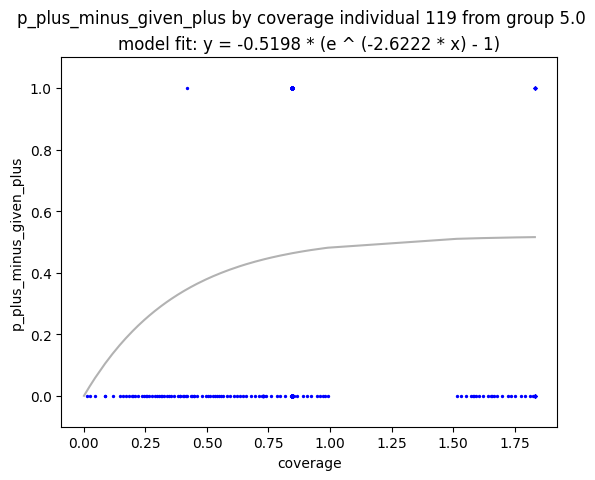 p_plus_minus_given_plus by coverage individual 119 from group 5.0
model fit: y = -0.5198 * (e ^ (-2.6222 * x) - 1)
p_plus_minus_given_plus
1.0
0.8
0.6
0.4
0.2
0.0
0.00 0.25 0.50 0.75 1.00 1.25 1.50 1.75
coverage